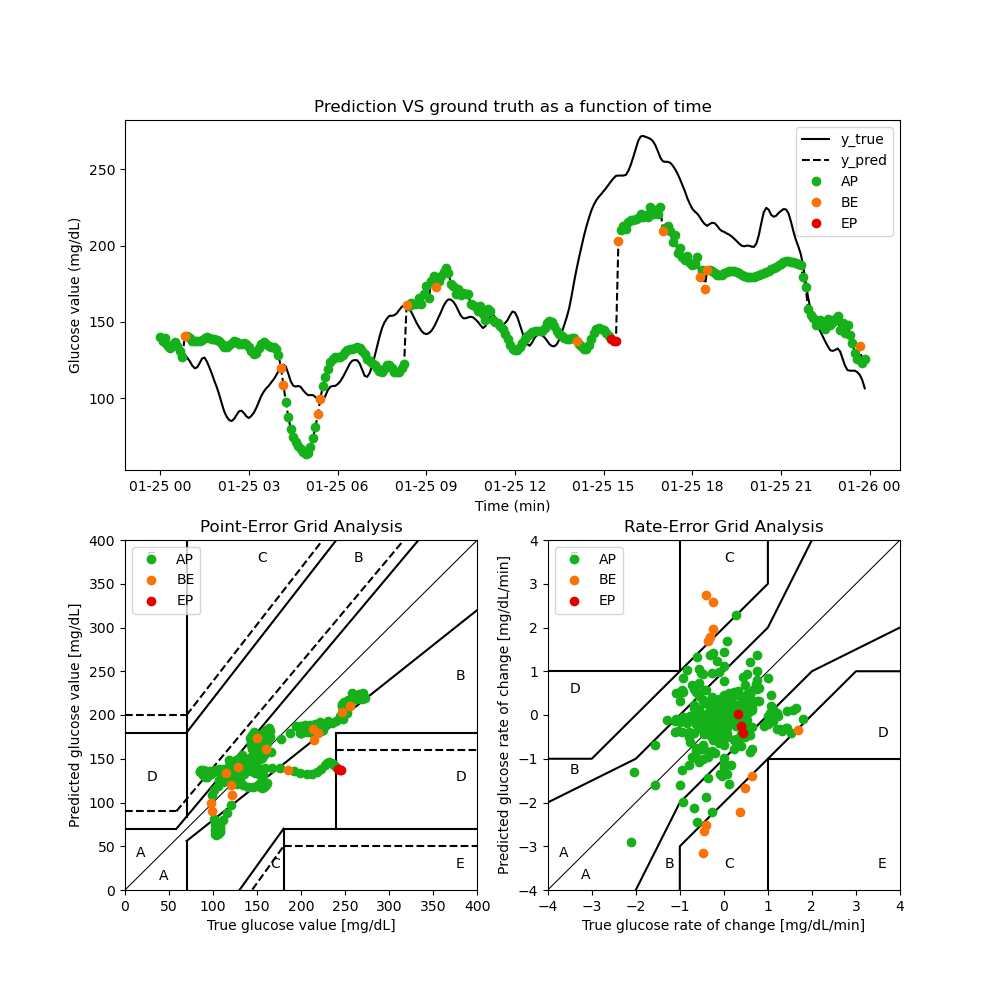 Prediction VS ground truth as a function of time
Glucose value (mg/dL)
250
200
150
100
y_true
y_pred
AP
BE
EP
01-25 00 01-25 03 01-25 06 01-25 09 01-25 12 01-25 15 01-25 18 01-25 21 01-26 00
Time (min)
Point-Error Grid Analysis
Predicted glucose value [mg/dL]
400
350
300
250
200
150
100
50
0
AP
BE
EP
C
B
B
D
D
A
A
C
E
0 50 100 150 200 250 300 350 400
True glucose value [mg/dL]
Rate-Error Grid Analysis
Predicted glucose rate of change [mg/dL/min]
4
3
2
1
0
−1
−2
−3
−4
AP
BE
EP
C
D
D
B
A
A
B
C
E
−4 −3 −2 −1 0 1 2 3 4
True glucose rate of change [mg/dL/min]